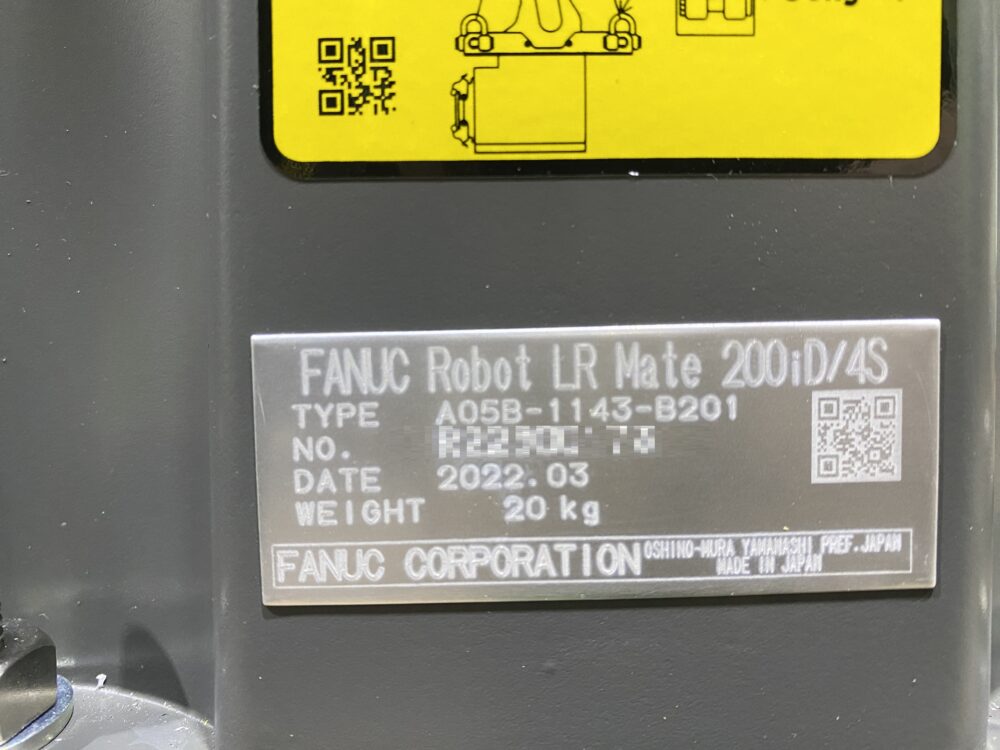 FANUC Robot LR Mate 200iD/4S
TYPE A05B-1143-B201
NO.
DATE 2022.03
WEIGHT 20 kg
FANUC CORPORATION
OSHINO-MURA YAMANASHI PREF. JAPAN
MADE IN JAPAN